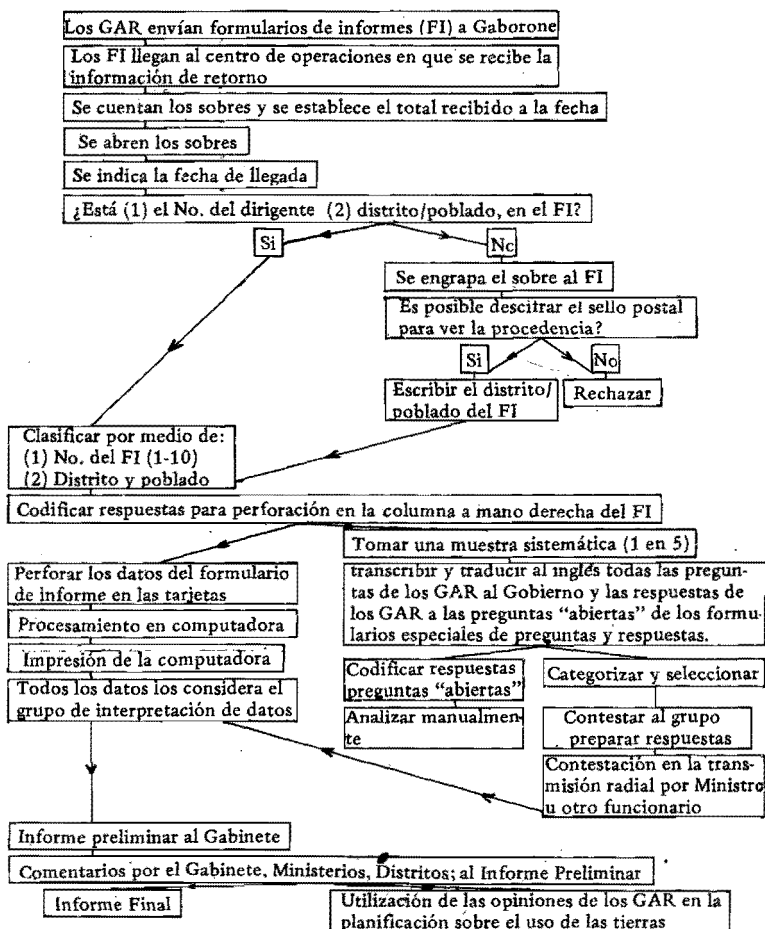 Los GAR envían formularios de informes (FI) a Gaborone
Los FI llegan al centro de operaciones en que se recibe la
información de retorno
Se cuentan los sobres y se establece el total recibido a la fecha
Se abren los sobres
Se indica la fecha de llegada
¿Está (1) el No. del dirigente (2) distrito/poblado, en el FI?
Si
Nc
Se engrapa el sobre al FI
Es posible descitrar el sello postal
para ver la procedencia?
Sì
No
Escribir el distrito/
poblado del FI
Rechazar
Clasificar por medio de:
(1) No. del FI (1-10)
(2) Distrito y poblado
Codificar respuestas para perforación en la columna a mano derecha del FI
Perforar los datos del formulario
de informe en las tarjetas
Procesamiento en computadora
Impresión de la computadora
Todos los datos los considera el
grupo de interpretación de datos
Tomar una muestra sistemática (1 en 5)
transcribir y traducir al inglés todas las pregun-
tas de los GAR al Gobierno y las respuestas de
los GAR a las preguntas “abiertas” de los formu-
larios especiales de preguntas y respuestas.
Codificar respuestas
preguntas “abiertas”
Analizar manualmen-
te
Categorizar y seleccionar
Contestar al grupo
preparar respuestas
Contestación en la trans-
misión radial por Ministro
u otro funcionario
Informe preliminar al Gabinete
Comentarios por el Gabinete, Ministerios, Distritos; al Informe Preliminar
Informe Final
Utilización de las opiniones de los GAR en la
planificación sobre el uso de las tierras